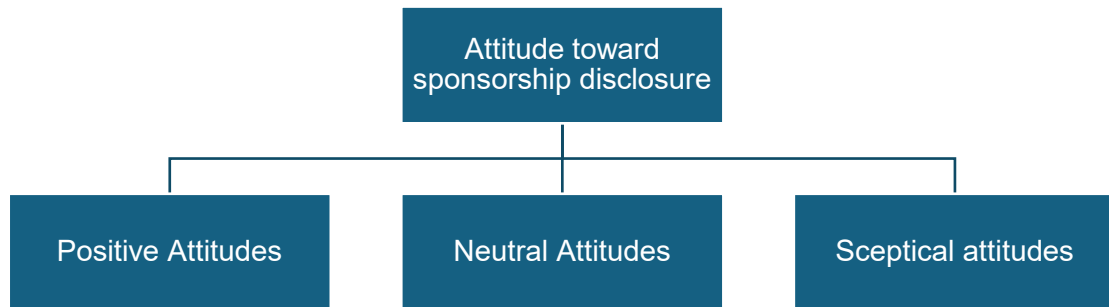 Attitude toward
sponsorship disclosure
Positive Attitudes
Neutral Attitudes
Sceptical attitudes